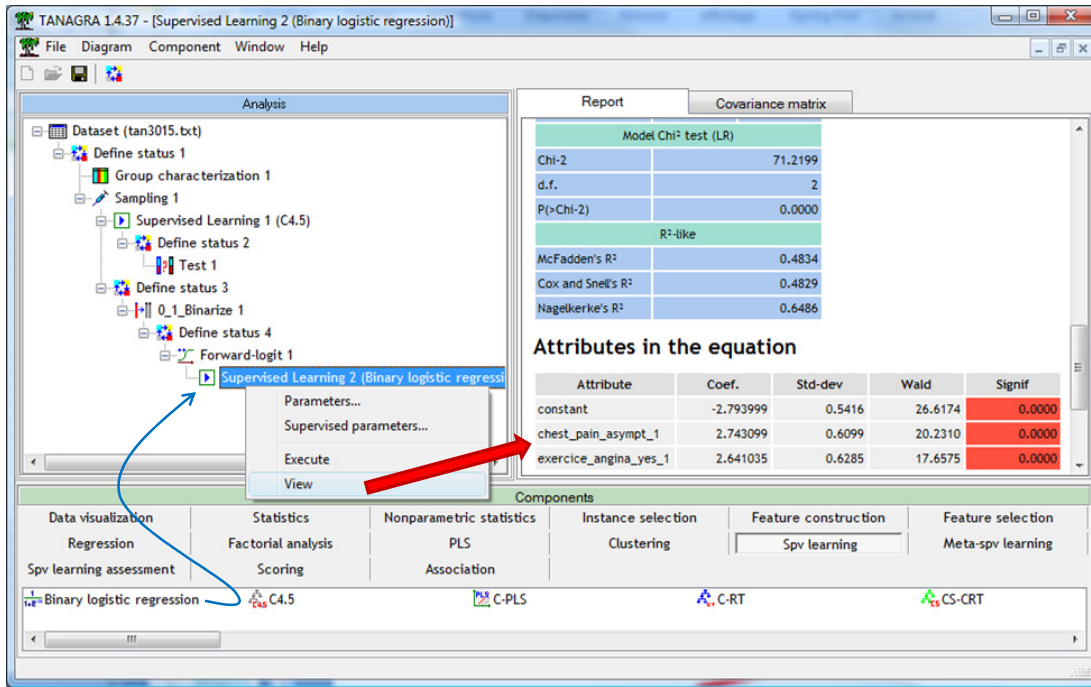 TANAGRA 1.4.37 - [Supervised Learning 2 (Binary logistic regression)]
File Diagram Component Window Help
Analysis
Dataset (tan3015.txt)
Define status 1
Group characterization 1
Sampling 1
Supervised Learning 1 (C4.5)
Define status 2
Test 1
Define status 3
0_1_Binarize 1
Define status 4
Forward-logit 1
Supervised Learning 2 (Binary logistic regressi
Parameters...
Supervised parameters...
Execute
View
Report Covariance matrix
Model Chi² test (LR)
Chi-2 71.2199
d.f. 2
P(>Chi-2) 0.0000
R²-like
McFadden's R² 0.4834
Cox and Snell's R² 0.4829
Nagelkerke's R² 0.6486
Attributes in the equation
Attribute Coef. Std-dev Wald Signif
constant -2.793999 0.5416 26.6174 0.0000
chest_pain_asympt_1 2.743099 0.6099 20.2310 0.0000
exercice_angina_yes_1 2.641035 0.6285 17.6575 0.0000
Components
Data visualization Statistics Nonparametric statistics Instance selection Feature construction Feature selection
Regression Factorial analysis PLS Clustering Spv learning Meta-spv learning
Spv learning assessment Scoring Association
Binary logistic regression C4.5 C-PLS C-RT CS-CRT